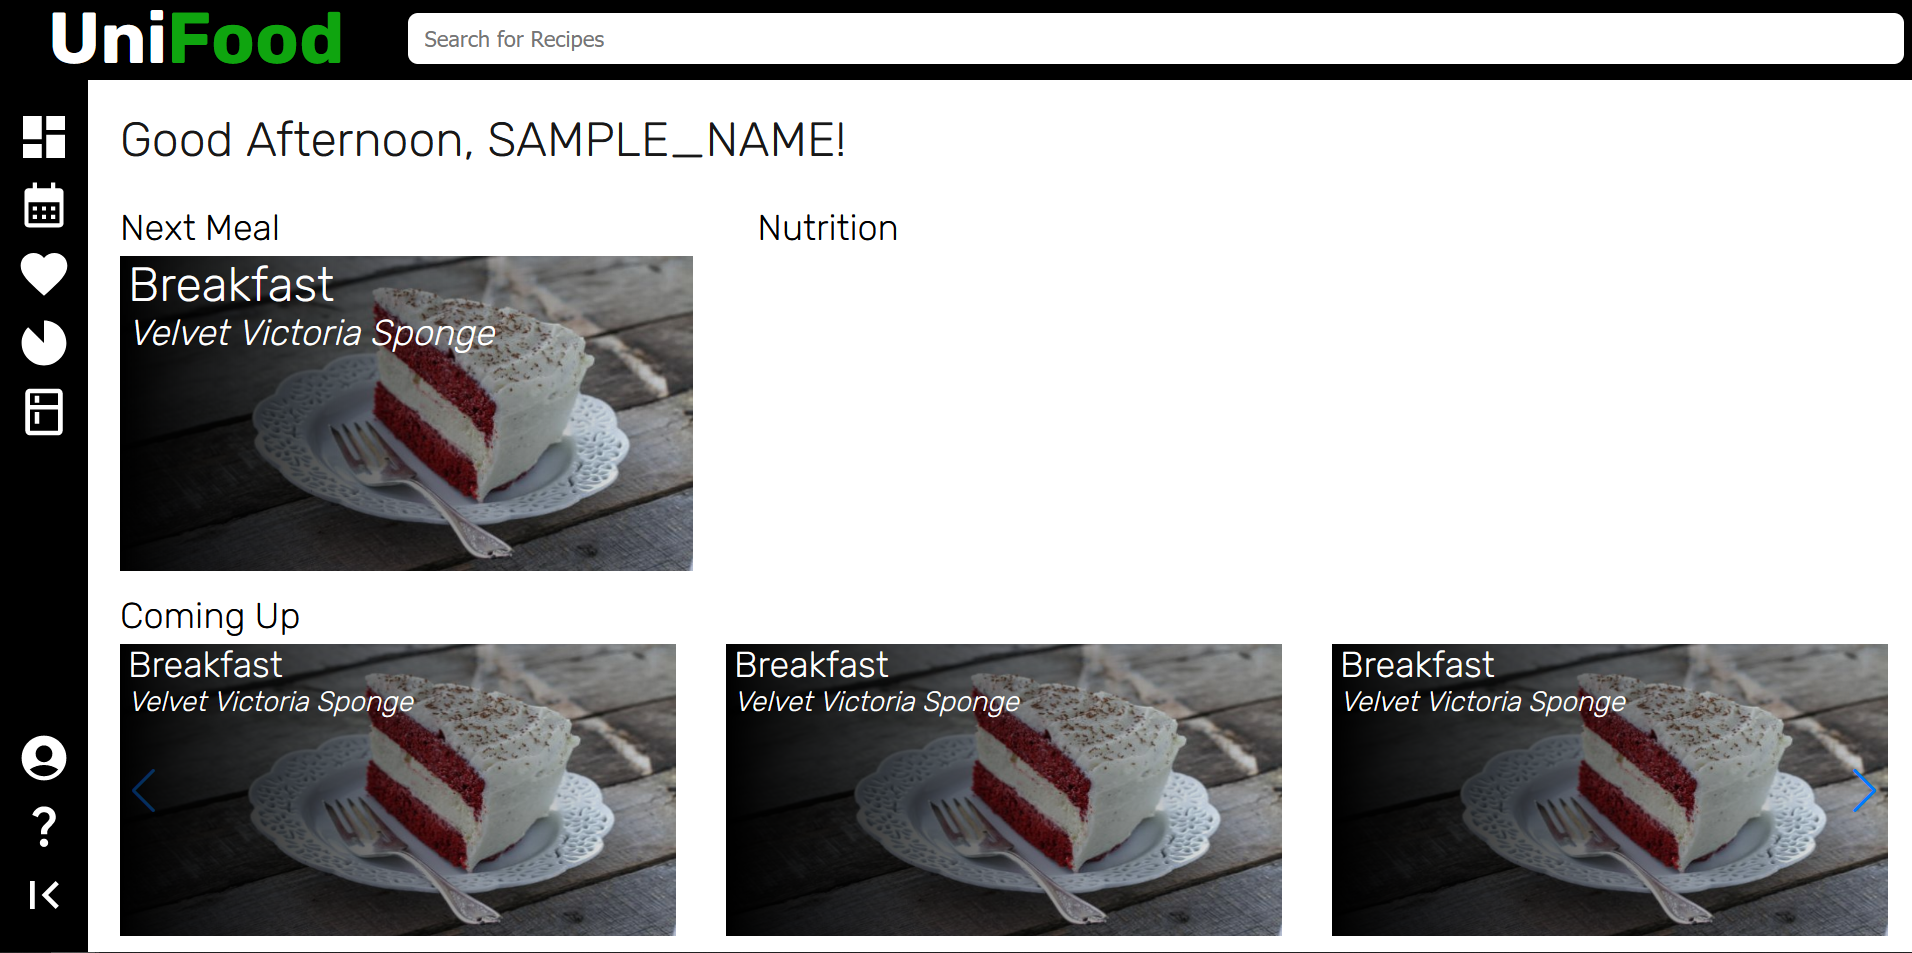 UniFood
Search for Recipes
Good Afternoon, SAMPLE_NAME!
Next Meal
Nutrition
Breakfast
Velvet Victoria Sponge
Coming Up
Breakfast
Velvet Victoria Sponge
Breakfast
Velvet Victoria Sponge
Breakfast
Velvet Victoria Sponge
?